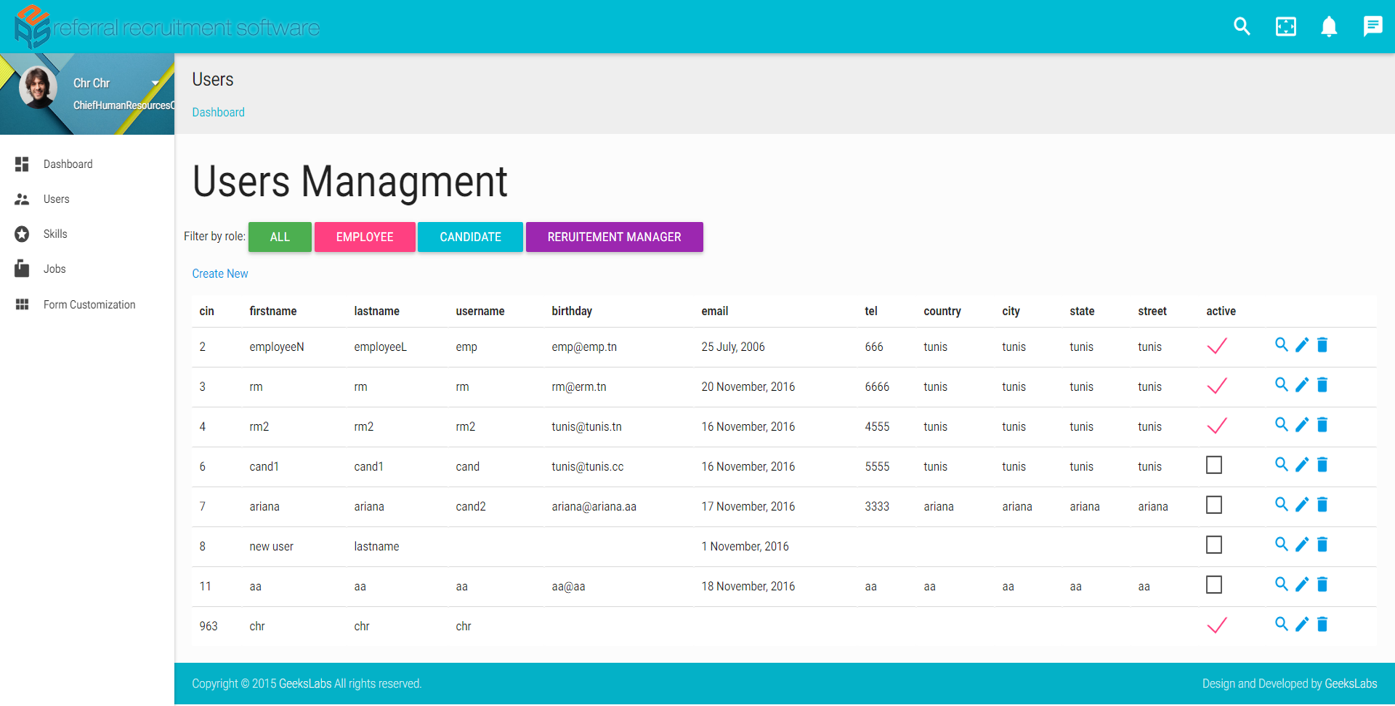 referral recruitment software
Chr Chr
ChiefHumanResourcesO
Dashboard
Users
Skills
Jobs
Form Customization
Users
Dashboard
Users Managment
Filter by role: ALL EMPLOYEE CANDIDATE RERUITEMENT MANAGER
Create New
cin firstname lastname username birthday email tel country city state street active
2 employeeN employeeL emp emp@emp.tn 25 July, 2006 666 tunis tunis tunis tunis
3 rm rm rm rm@erm.tn 20 November, 2016 6666 tunis tunis tunis tunis
4 rm2 rm2 rm2 tunis@tunis.tn 16 November, 2016 4555 tunis tunis tunis tunis
6 cand1 cand1 cand tunis@tunis.cc 16 November, 2016 5555 tunis tunis tunis tunis
7 ariana ariana cand2 ariana@ariana.aa 17 November, 2016 3333 ariana ariana ariana ariana
8 new user lastname 1 November, 2016
11 aa aa aa aa@aa 18 November, 2016 aa aa aa aa aa
963 chr chr chr
Copyright © 2015 GeeksLabs All rights reserved. Design and Developed by GeeksLabs